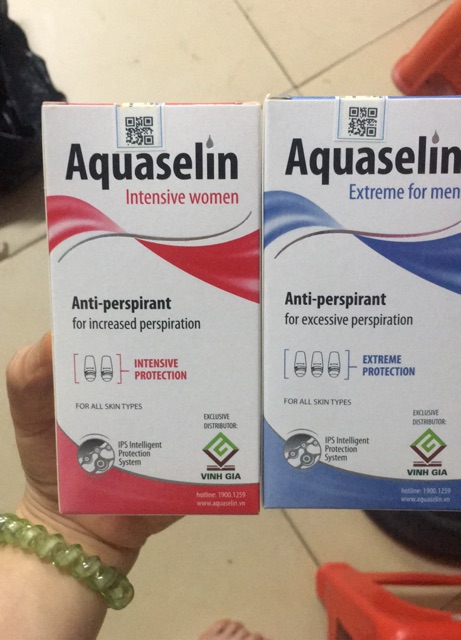 Aquaselin
Intensive women
Anti-perspirant
for increased perspiration
INTENSIVE
PROTECTION
FOR ALL SKIN TYPES
EXCLUSIVE
DISTRIBUTOR:
IPS Intelligent
Protection
System
VINH GIA
hotline: 1900.1259
www.aquaselin.vn
Aquaselin
Extreme for men
Anti-perspirant
for excessive perspiration
EXTREME
PROTECTION
FOR ALL SKIN TYPES
EXCLUSIVE
DISTRIBUTOR:
IPS Intelligent
Protection
System
VINH GIA
hotline: 1900.1259
www.aquaselin.vn